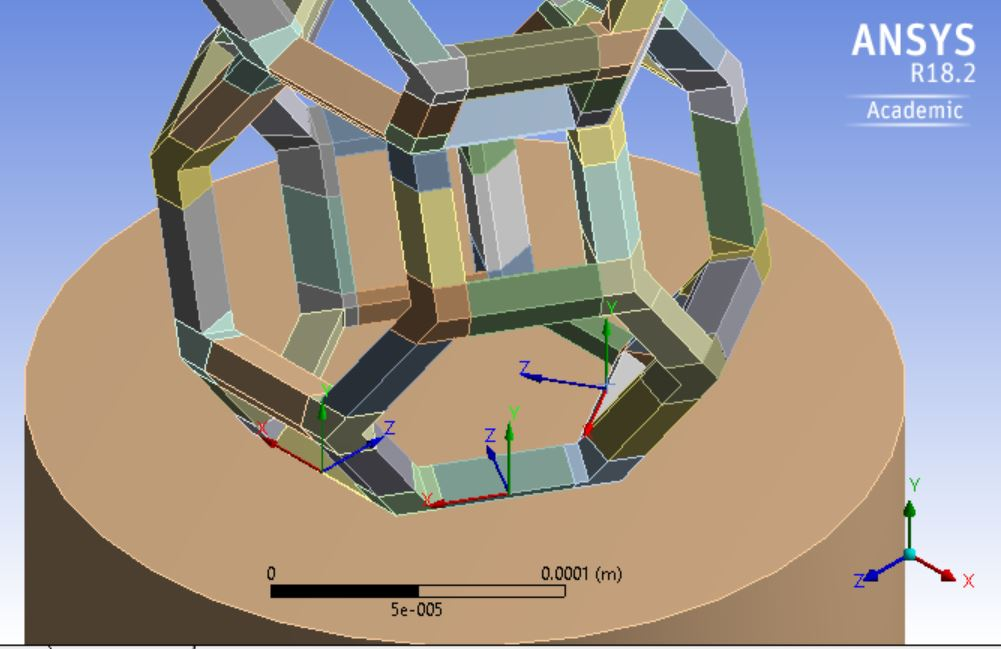 ANSYS
R18.2
Academic
Y
Z
Y
X
Z
Y
Z
X
0
0.0001 (m)
5e-005
Y
Z
X